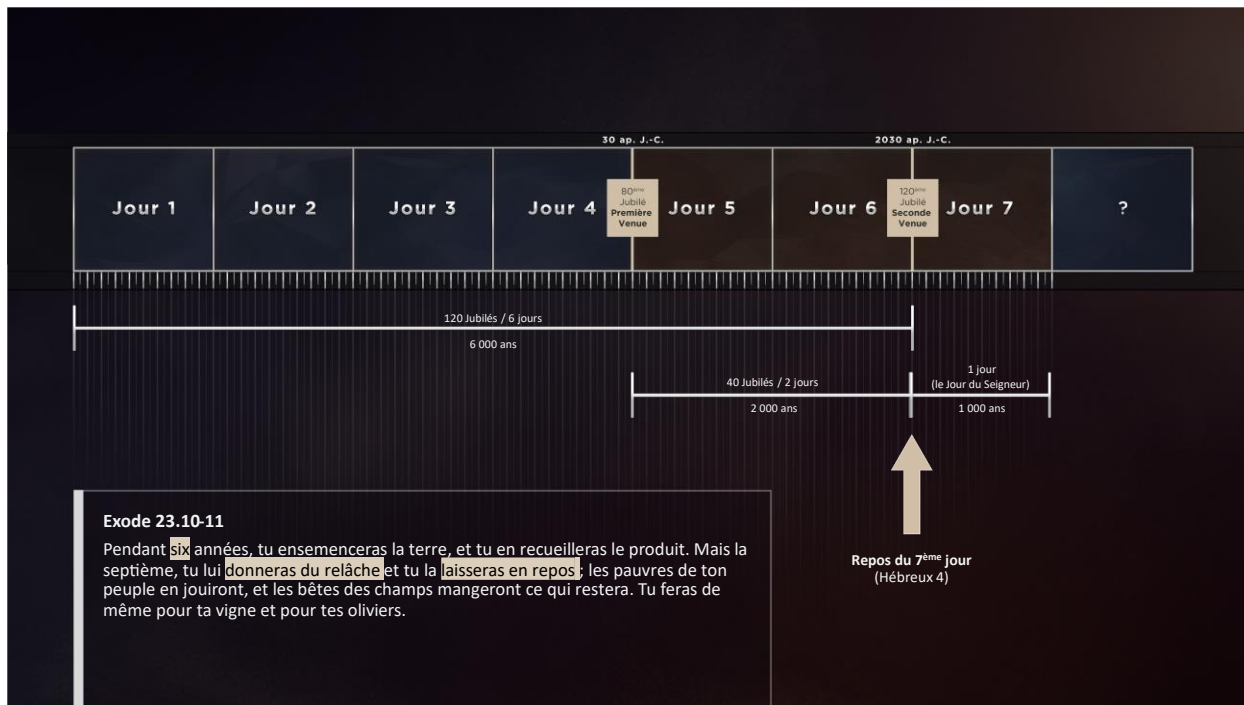 30 ap. J.-C.
2030 ap. J.-C.
Jour 1
Jour 2
Jour 3
Jour 4
80ème
Jubilé
Première
Venue
Jour 5
Jour 6
120ème
Jubilé
Seconde
Venue
Jour 7
?
120 Jubilés / 6 jours
6 000 ans
40 Jubilés / 2 jours
2 000 ans
1 jour
(le Jour du Seigneur)
1 000 ans
Exode 23.10-11
Pendant six années, tu ensemenceras la terre, et tu en recueilleras le produit. Mais la
septième, tu lui donneras du relâche et tu la laisseras en repos ; les pauvres de ton
peuple en jouiront, et les bêtes des champs mangeront ce qui restera. Tu feras de
même pour ta vigne et pour tes oliviers.
Repos du 7ème jour
(Hébreux 4)